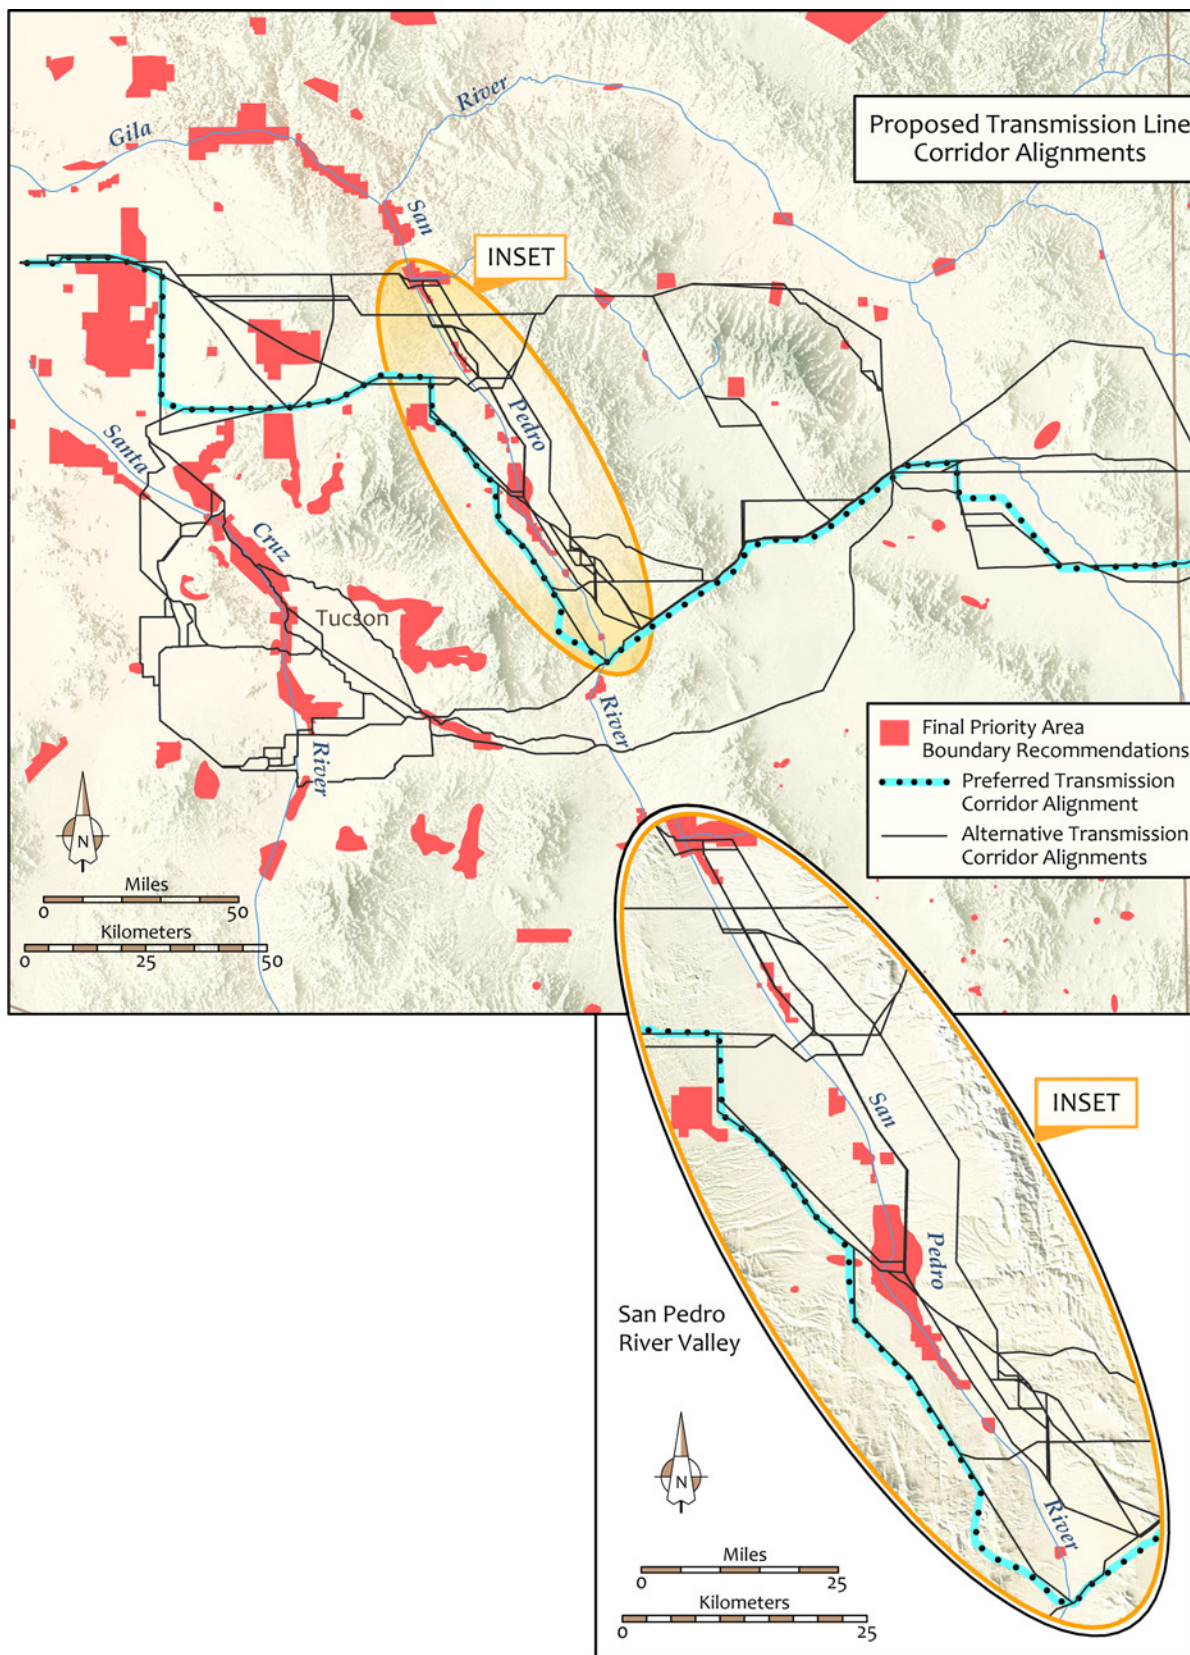 Proposed Transmission Line
Corridor Alignments
River
Gila
San
INSET
Pedro
Santa
Cruz
Tucson
River
River
Final Priority Area
Boundary Recommendations
Preferred Transmission
Corridor Alignment
Alternative Transmission
Corridor Alignments
N
Miles
0 50
Kilometers
0 25 50
INSET
San
Pedro
River
San Pedro
River Valley
N
Miles
0 25
Kilometers
0 25